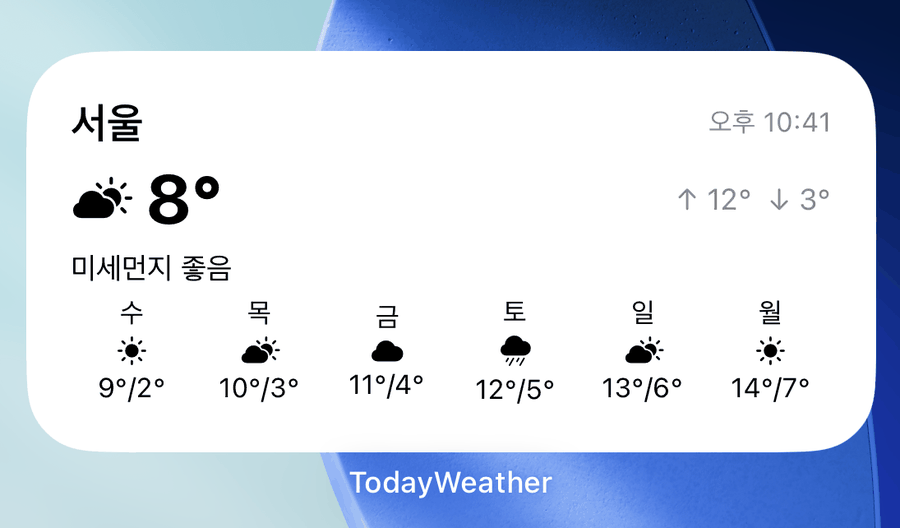 서울
오후 10:41
8°
↑ 12° ↓ 3°
미세먼지 좋음
수 목 금 토 일 월
9°/2° 10°/3° 11°/4° 12°/5° 13°/6° 14°/7°
TodayWeather